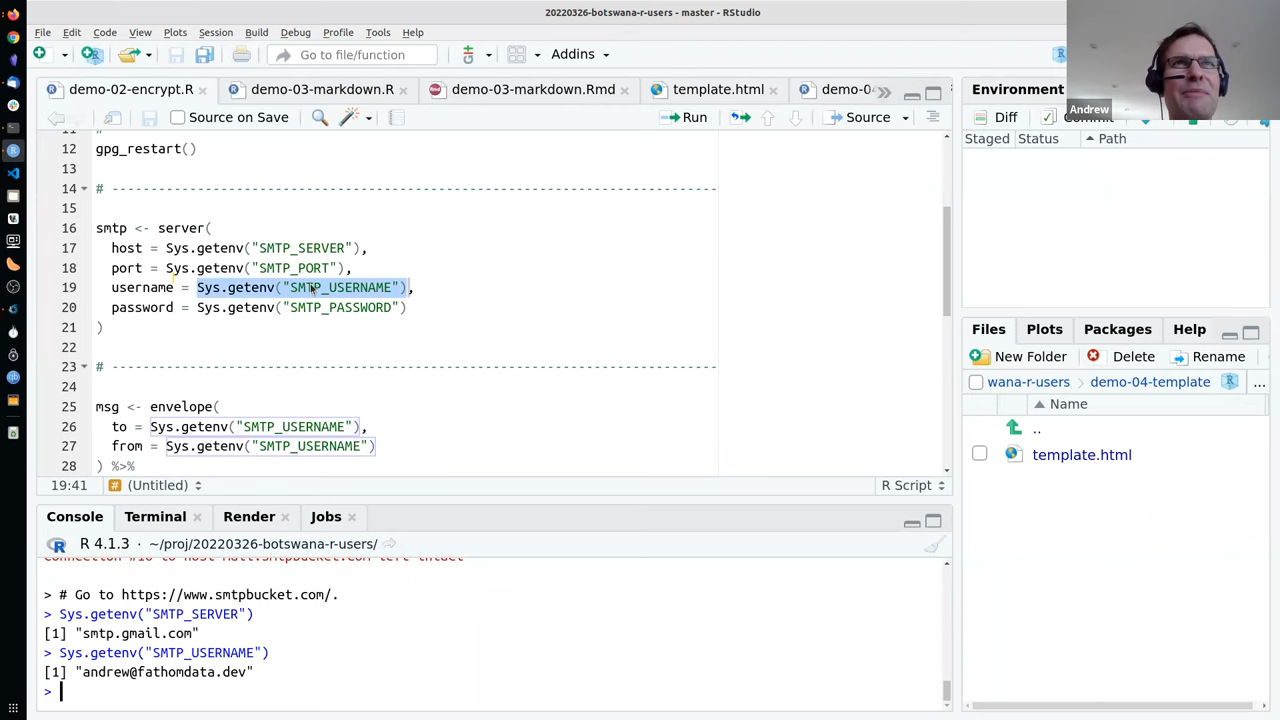 20220326-botswana-r-users - master - RStudio
File Edit Code View Plots Session Build Debug Profile Tools Help
Go to file/function
Addins
demo-02-encrypt.R
demo-03-markdown.R
demo-03-markdown.Rmd
template.html
demo-04
Source on Save
Run
Source
12 gpg_restart()
13
14 # ------------------------------------------------------------------------------
15
16 smtp <- server(
17 host = Sys.getenv("SMTP_SERVER"),
18 port = Sys.getenv("SMTP_PORT"),
19 username = Sys.getenv("SMTP_USERNAME"),
20 password = Sys.getenv("SMTP_PASSWORD")
21 )
22
23 # ------------------------------------------------------------------------------
24
25 msg <- envelope(
26 to = Sys.getenv("SMTP_USERNAME"),
27 from = Sys.getenv("SMTP_USERNAME")
28 ) %>%
19:41 (Untitled) R Script
Console Terminal Render Jobs
R 4.1.3 · ~/proj/20220326-botswana-r-users/
> # Go to https://www.smtpbucket.com/.
> Sys.getenv("SMTP_SERVER")
[1] "smtp.gmail.com"
> Sys.getenv("SMTP_USERNAME")
[1] "andrew@fathomdata.dev"
>
Environment
Andrew
Diff
Staged Status Path
Files Plots Packages Help
New Folder Delete Rename
wana-r-users demo-04-template ...
Name
..
template.html